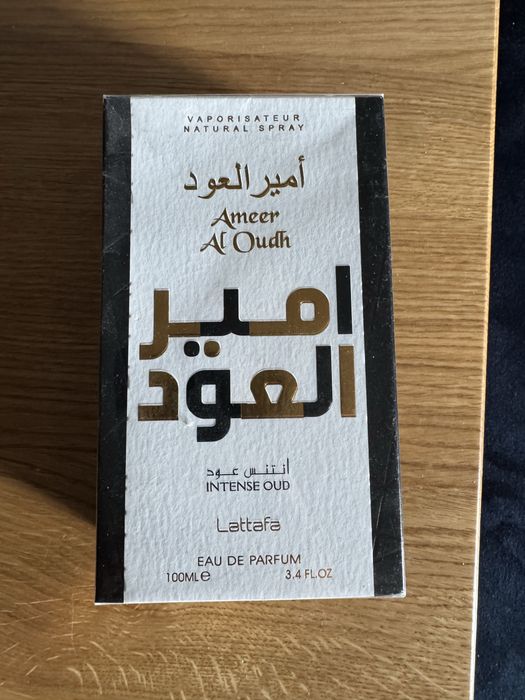 VAPORISATEUR
NATURAL SPRAY
أمير العود
Ameer
Al Oudh
امير
العود
انتنس عود
INTENSE OUD
Lattafa
EAU DE PARFUM
100ML℮ 3.4 FL.OZ